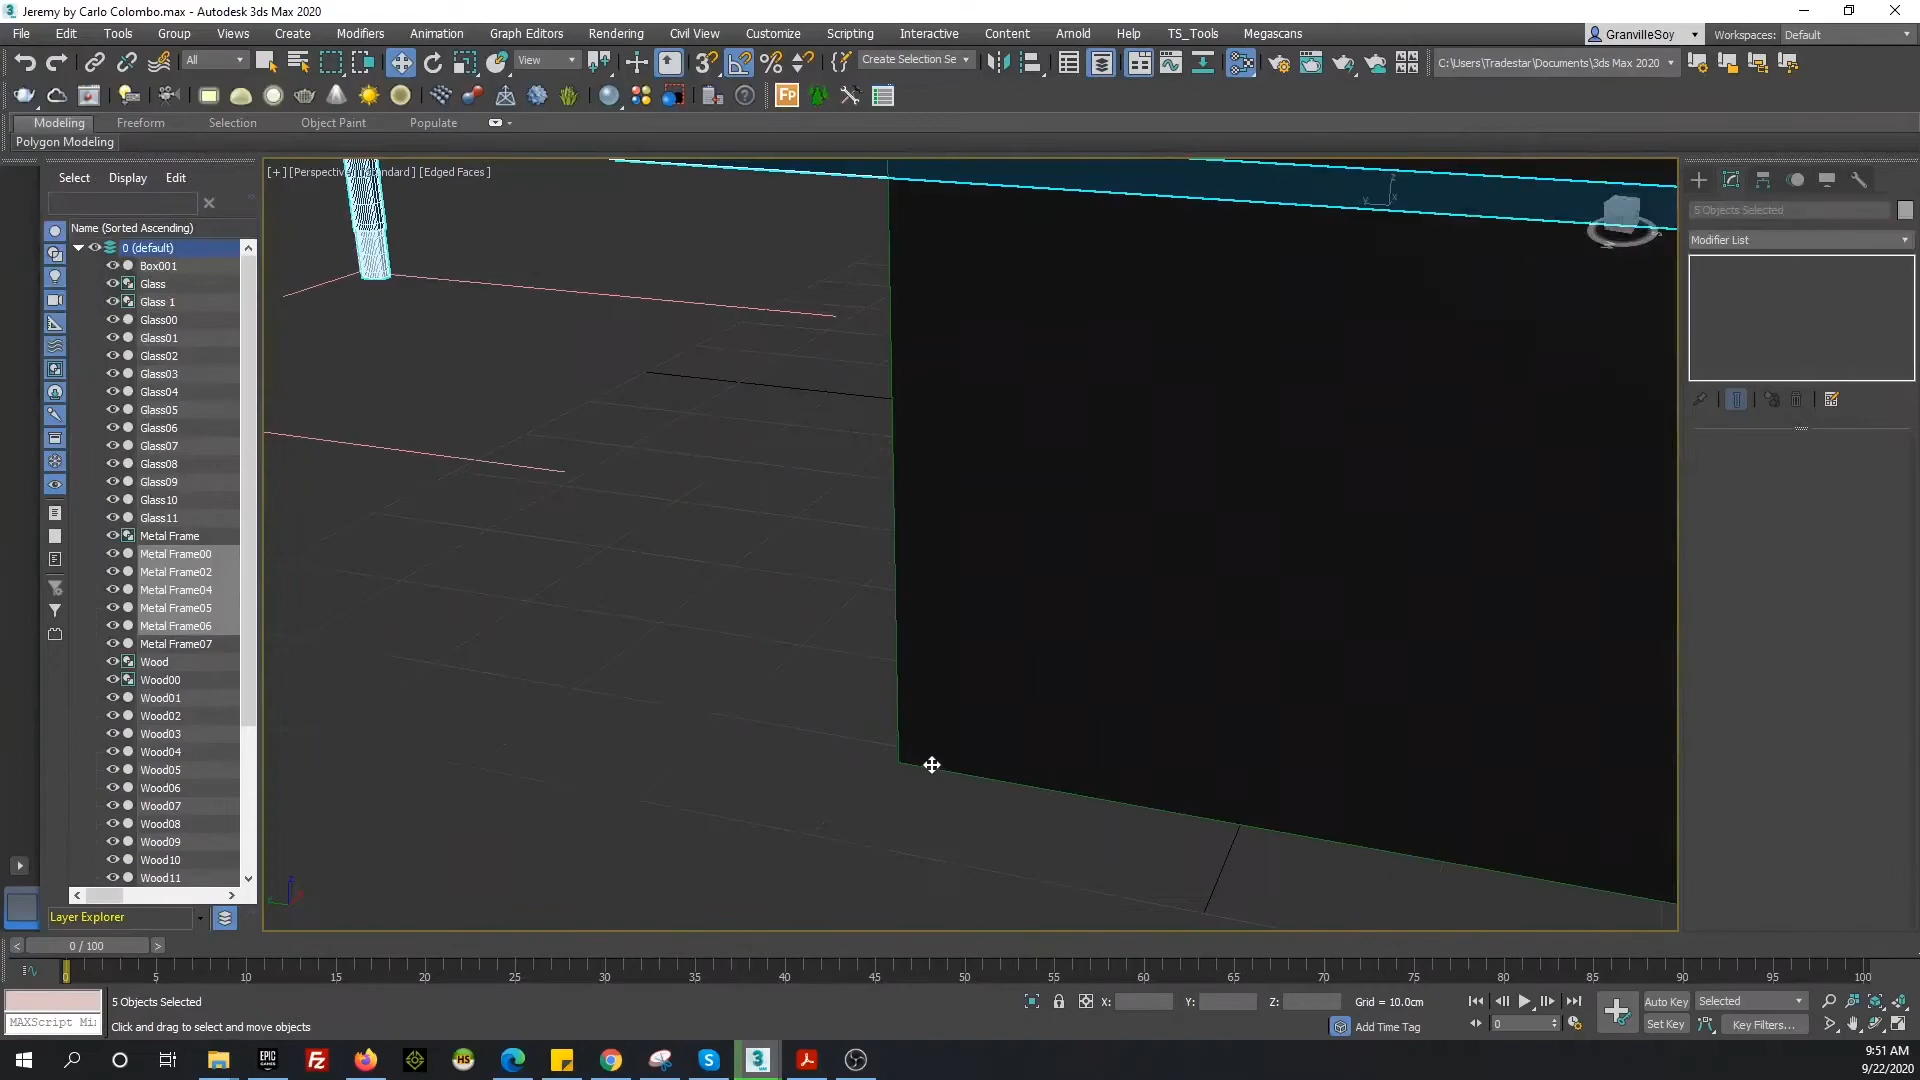 Jeremy by Carlo Colombo.max - Autodesk 3ds Max 2020
File Edit Tools Group Views Create Modifiers Animation Graph Editors Rendering Civil View Customize Scripting Interactive Content Arnold Help TS_Tools Megascans GranvilleSoy Workspaces: Default
All View Create Selection Se C:\Users\Tradestar\Documents\3ds Max 2020
Modeling Freeform Selection Object Paint Populate
Polygon Modeling
Select Display Edit
Name (Sorted Ascending)
0 (default)
Box001
Glass
Glass 1
Glass00
Glass01
Glass02
Glass03
Glass04
Glass05
Glass06
Glass07
Glass08
Glass09
Glass10
Glass11
Metal Frame
Metal Frame00
Metal Frame02
Metal Frame04
Metal Frame05
Metal Frame06
Metal Frame07
Wood
Wood00
Wood01
Wood02
Wood03
Wood04
Wood05
Wood06
Wood07
Wood08
Wood09
Wood10
Wood11
Layer Explorer
[+] [Perspective] [Edged Faces]
5 Objects Selected
Modifier List
0 / 100
0 5 10 15 20 25 30 35 40 45 50 55 60 65 70 75 80 85 90 95 100
5 Objects Selected X: Y: Z: Grid = 10.0cm Auto Key Selected
MAXScript Mi Click and drag to select and move objects Add Time Tag 0 Set Key Key Filters...
9:51 AM
9/22/2020